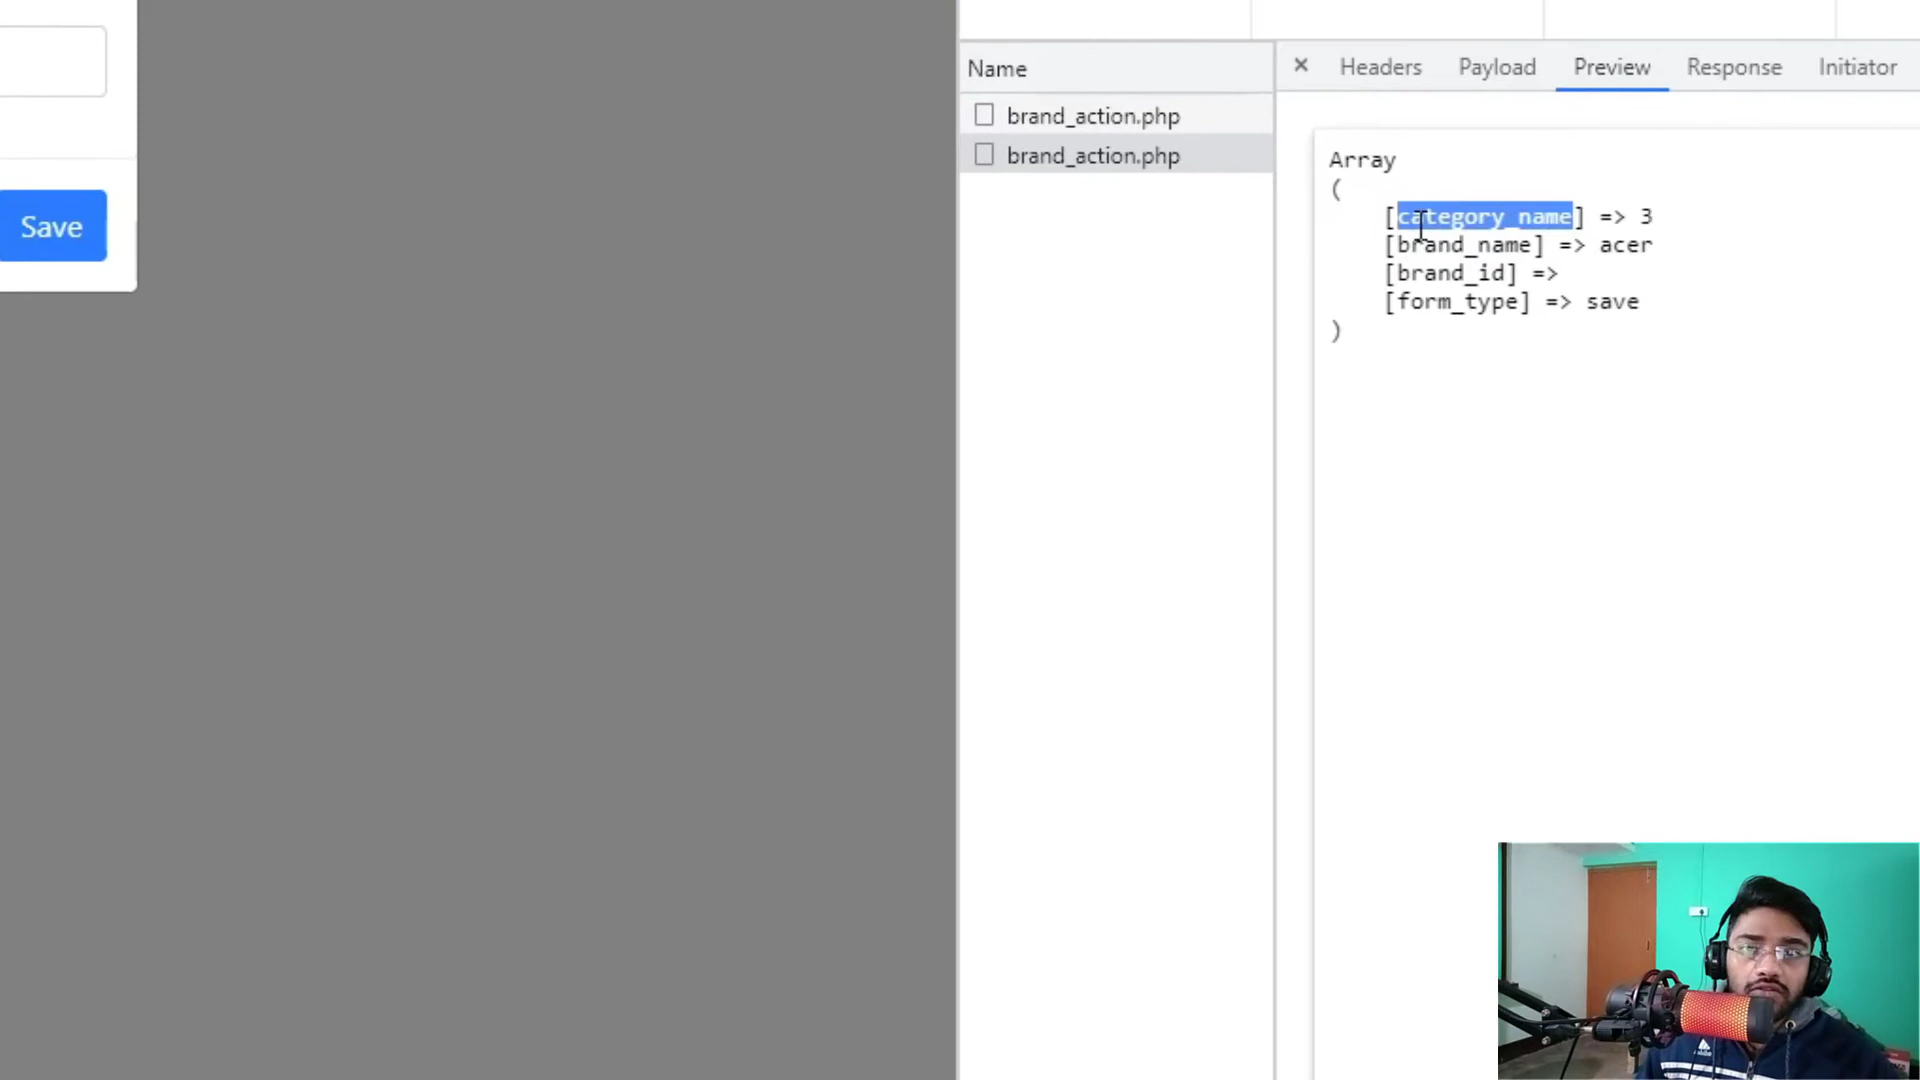 Save
Name
brand_action.php
brand_action.php
× Headers Payload Preview Response Initiator
Array
(
[category_name] => 3
[brand_name] => acer
[brand_id] =>
[form_type] => save
)